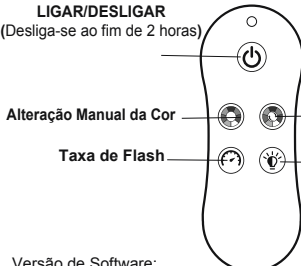 LIGAR/DESLIGAR
(Desliga-se ao fim de 2 horas)
Alteração Manual da Cor
Taxa de Flash
Versão de Software: